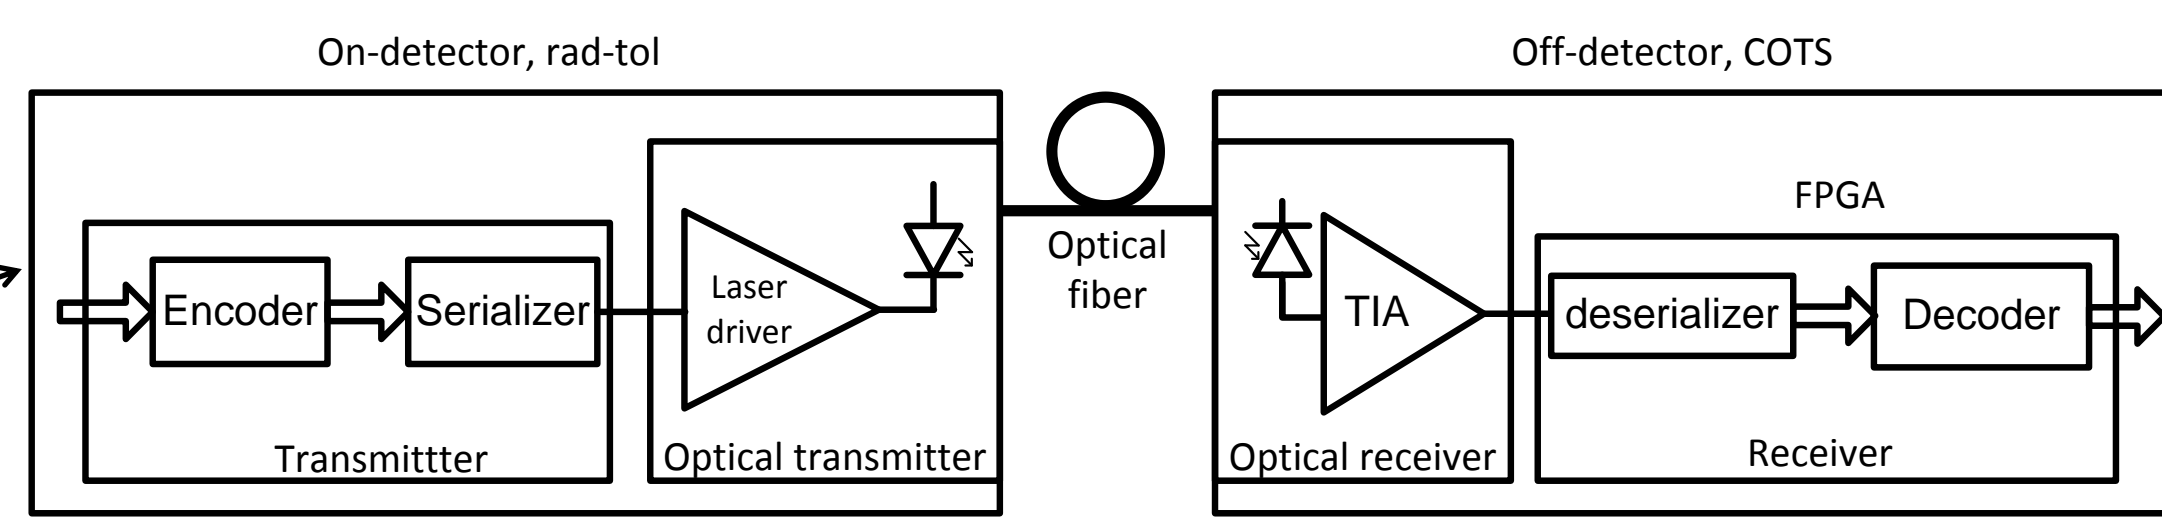 On-detector, rad-tol
Off-detector, COTS
FPGA
Encoder
Serializer
Laser
driver
Optical
fiber
TIA
deserializer
Decoder
Transmittter
Optical transmitter
Optical receiver
Receiver